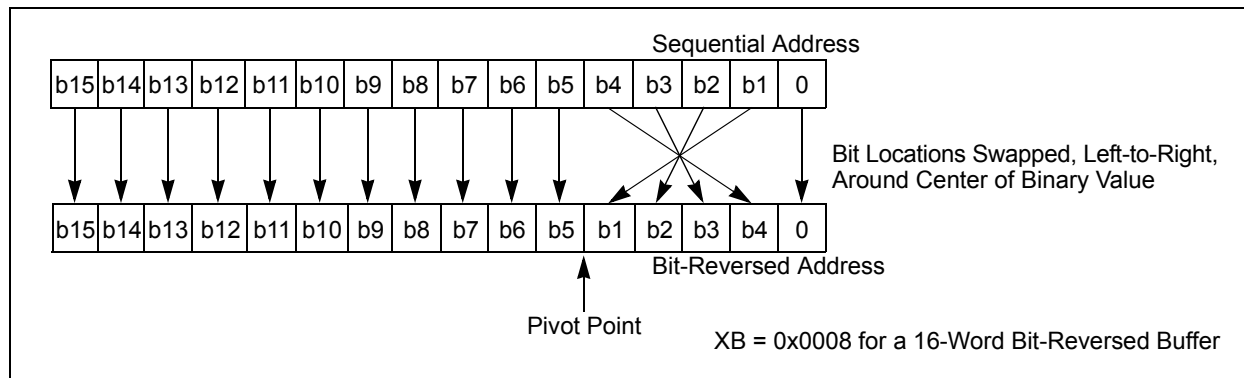 Sequential Address
b15 b14 b13 b12 b11 b10 b9 b8 b7 b6 b5 b4 b3 b2 b1 0
Bit Locations Swapped, Left-to-Right,
Around Center of Binary Value
b15 b14 b13 b12 b11 b10 b9 b8 b7 b6 b5 b1 b2 b3 b4 0
Bit-Reversed Address
Pivot Point
XB = 0x0008 for a 16-Word Bit-Reversed Buffer